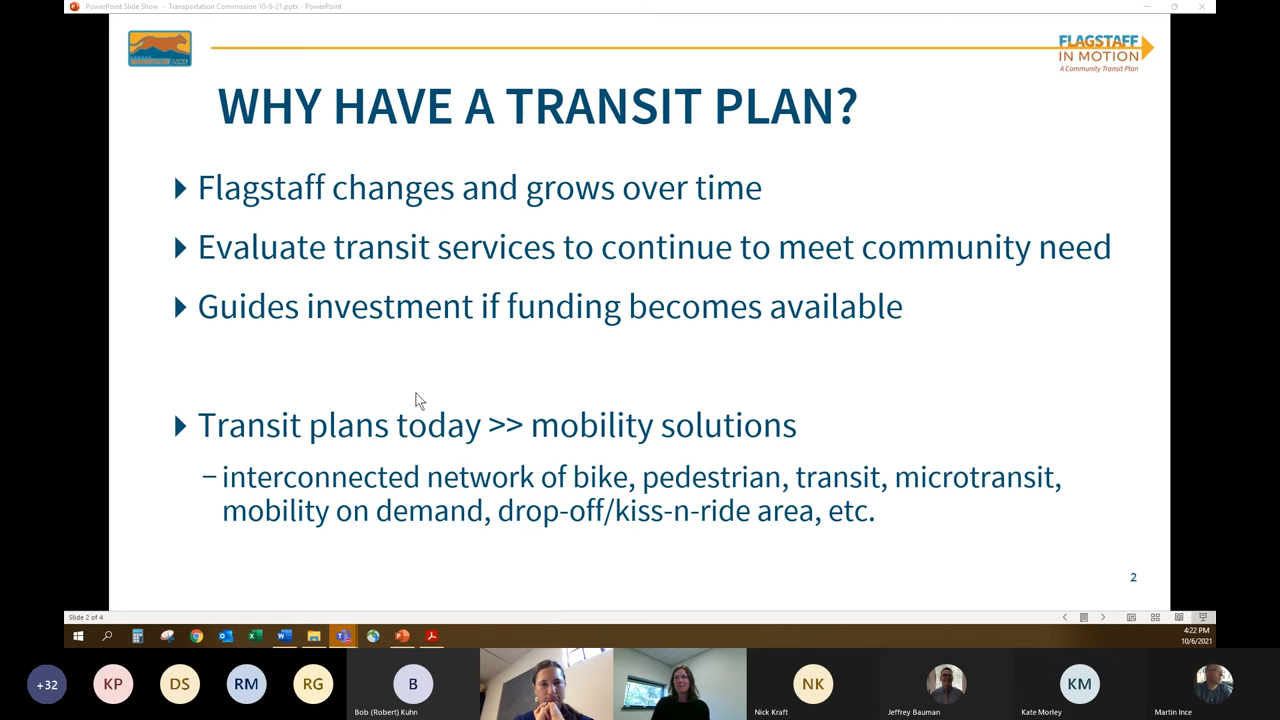 PowerPoint Slide Show - Transportation Commission 10-6-21.pptx - PowerPoint
FLAGSTAFF
IN MOTION
A Community Transit Plan
WHY HAVE A TRANSIT PLAN?
Flagstaff changes and grows over time
Evaluate transit services to continue to meet community need
Guides investment if funding becomes available
Transit plans today >> mobility solutions
– interconnected network of bike, pedestrian, transit, microtransit,
mobility on demand, drop-off/kiss-n-ride area, etc.
2
Slide 2 of 4
4:22 PM
10/6/2021
+32
KP
DS
RM
RG
B
NK
KM
Bob (Robert) Kuhn
Nick Kraft
Jeffrey Bauman
Kate Morley
Martin Ince